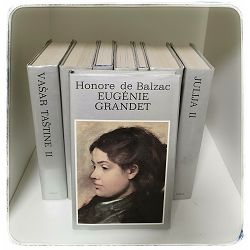 Honore de Balzac
EUGÉNIE
GRANDET
VAŠAR TAŠTINE II
JULIJA II